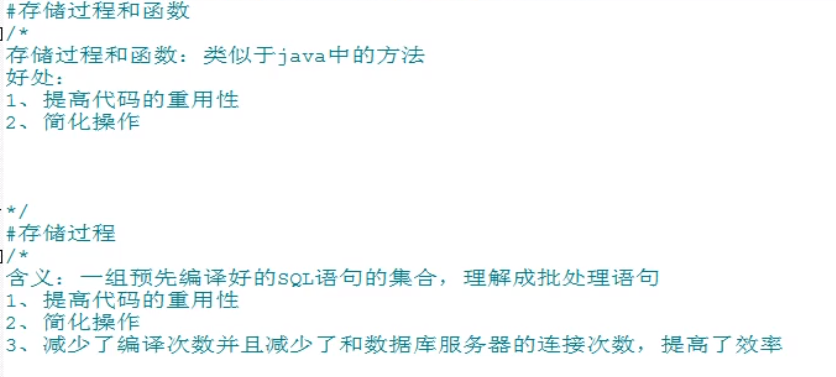 #存储过程和函数
/*
存储过程和函数：类似于java中的方法
好处：
1、提高代码的重用性
2、简化操作
*/
#存储过程
/*
含义：一组预先编译好的SQL语句的集合，理解成批处理语句
1、提高代码的重用性
2、简化操作
3、减少了编译次数并且减少了和数据库服务器的连接次数，提高了效率